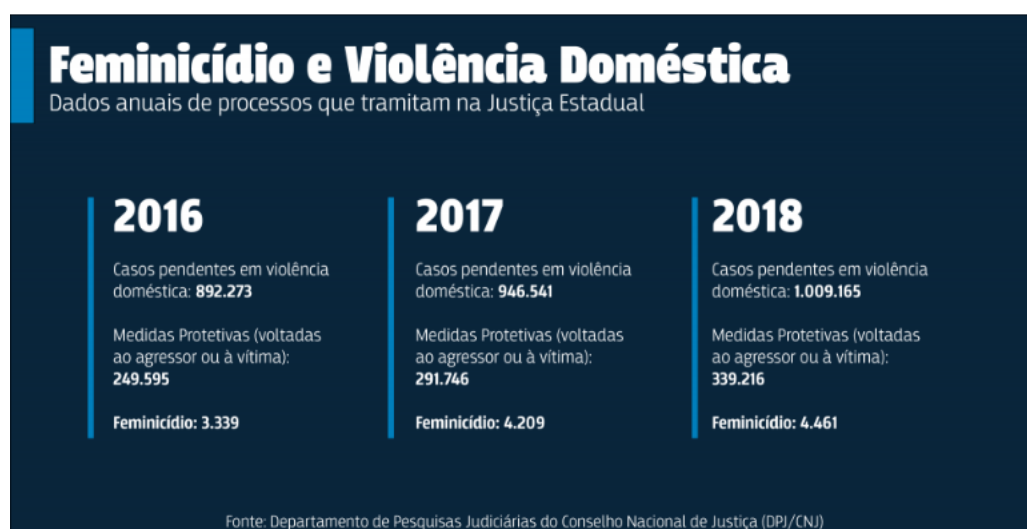 Feminicídio e Violência Doméstica
Dados anuais de processos que tramitam na Justiça Estadual
2016
Casos pendentes em violência
doméstica: 892.273
Medidas Protetivas (voltadas
ao agressor ou à vítima):
249.595
Feminicídio: 3.339
2017
Casos pendentes em violência
doméstica: 946.541
Medidas Protetivas (voltadas
ao agressor ou à vítima):
291.746
Feminicídio: 4.209
2018
Casos pendentes em violência
doméstica: 1.009.165
Medidas Protetivas (voltadas
ao agressor ou à vítima):
339.216
Feminicídio: 4.461
Fonte: Departamento de Pesquisas Judiciárias do Conselho Nacional de Justiça (DPJ/CNJ)